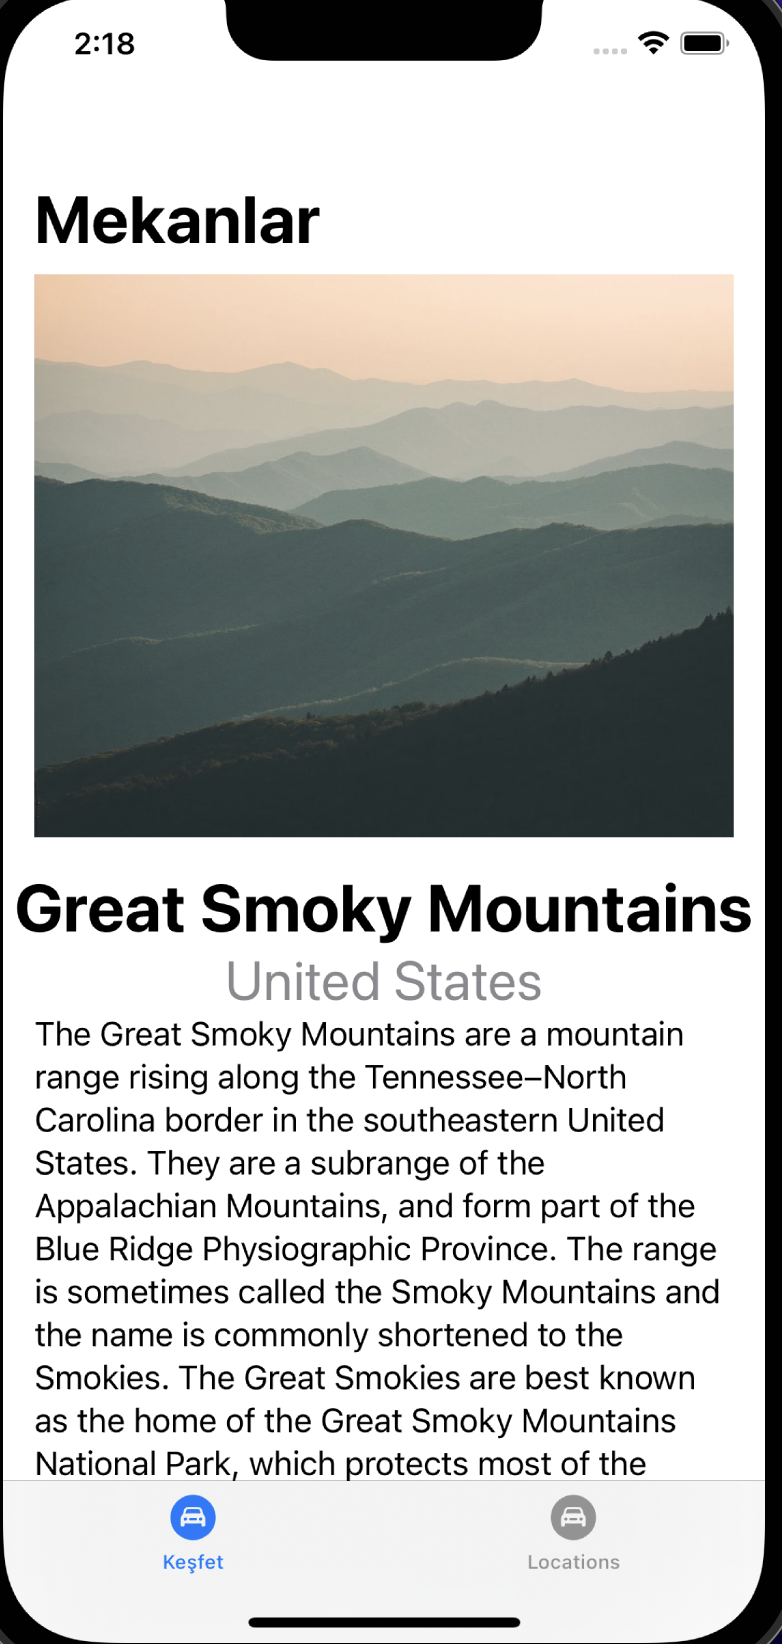 2:18
Mekanlar
Great Smoky Mountains
United States
The Great Smoky Mountains are a mountain
range rising along the Tennessee–North
Carolina border in the southeastern United
States. They are a subrange of the
Appalachian Mountains, and form part of the
Blue Ridge Physiographic Province. The range
is sometimes called the Smoky Mountains and
the name is commonly shortened to the
Smokies. The Great Smokies are best known
as the home of the Great Smoky Mountains
National Park, which protects most of the
Keşfet
Locations